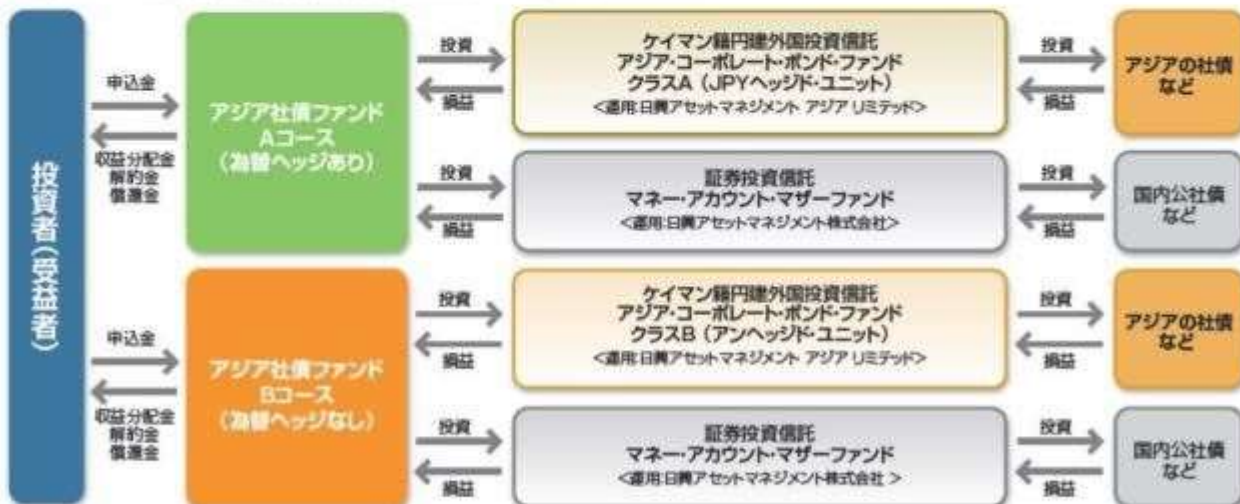 投資者(受益者)
申込金
収益分配金
解約金
償還金
アジア社債ファンド
Aコース
(為替ヘッジあり)
投資
損益
ケイマン籍円建外国投資信託
アジア・コーポレート・ボンド・ファンド
クラスA(JPYヘッジド・ユニット)
<運用:日興アセットマネジメント アジア リミテッド>
投資
損益
アジアの社債
など
投資
損益
証券投資信託
マネー・アカウント・マザーファンド
<運用:日興アセットマネジメント株式会社>
投資
損益
国内公社債
など
申込金
収益分配金
解約金
償還金
アジア社債ファンド
Bコース
(為替ヘッジなし)
投資
損益
ケイマン籍円建外国投資信託
アジア・コーポレート・ボンド・ファンド
クラスB(アンヘッジド・ユニット)
<運用:日興アセットマネジメント アジア リミテッド>
投資
損益
アジアの社債
など
投資
損益
証券投資信託
マネー・アカウント・マザーファンド
<運用:日興アセットマネジメント株式会社 >
投資
損益
国内公社債
など